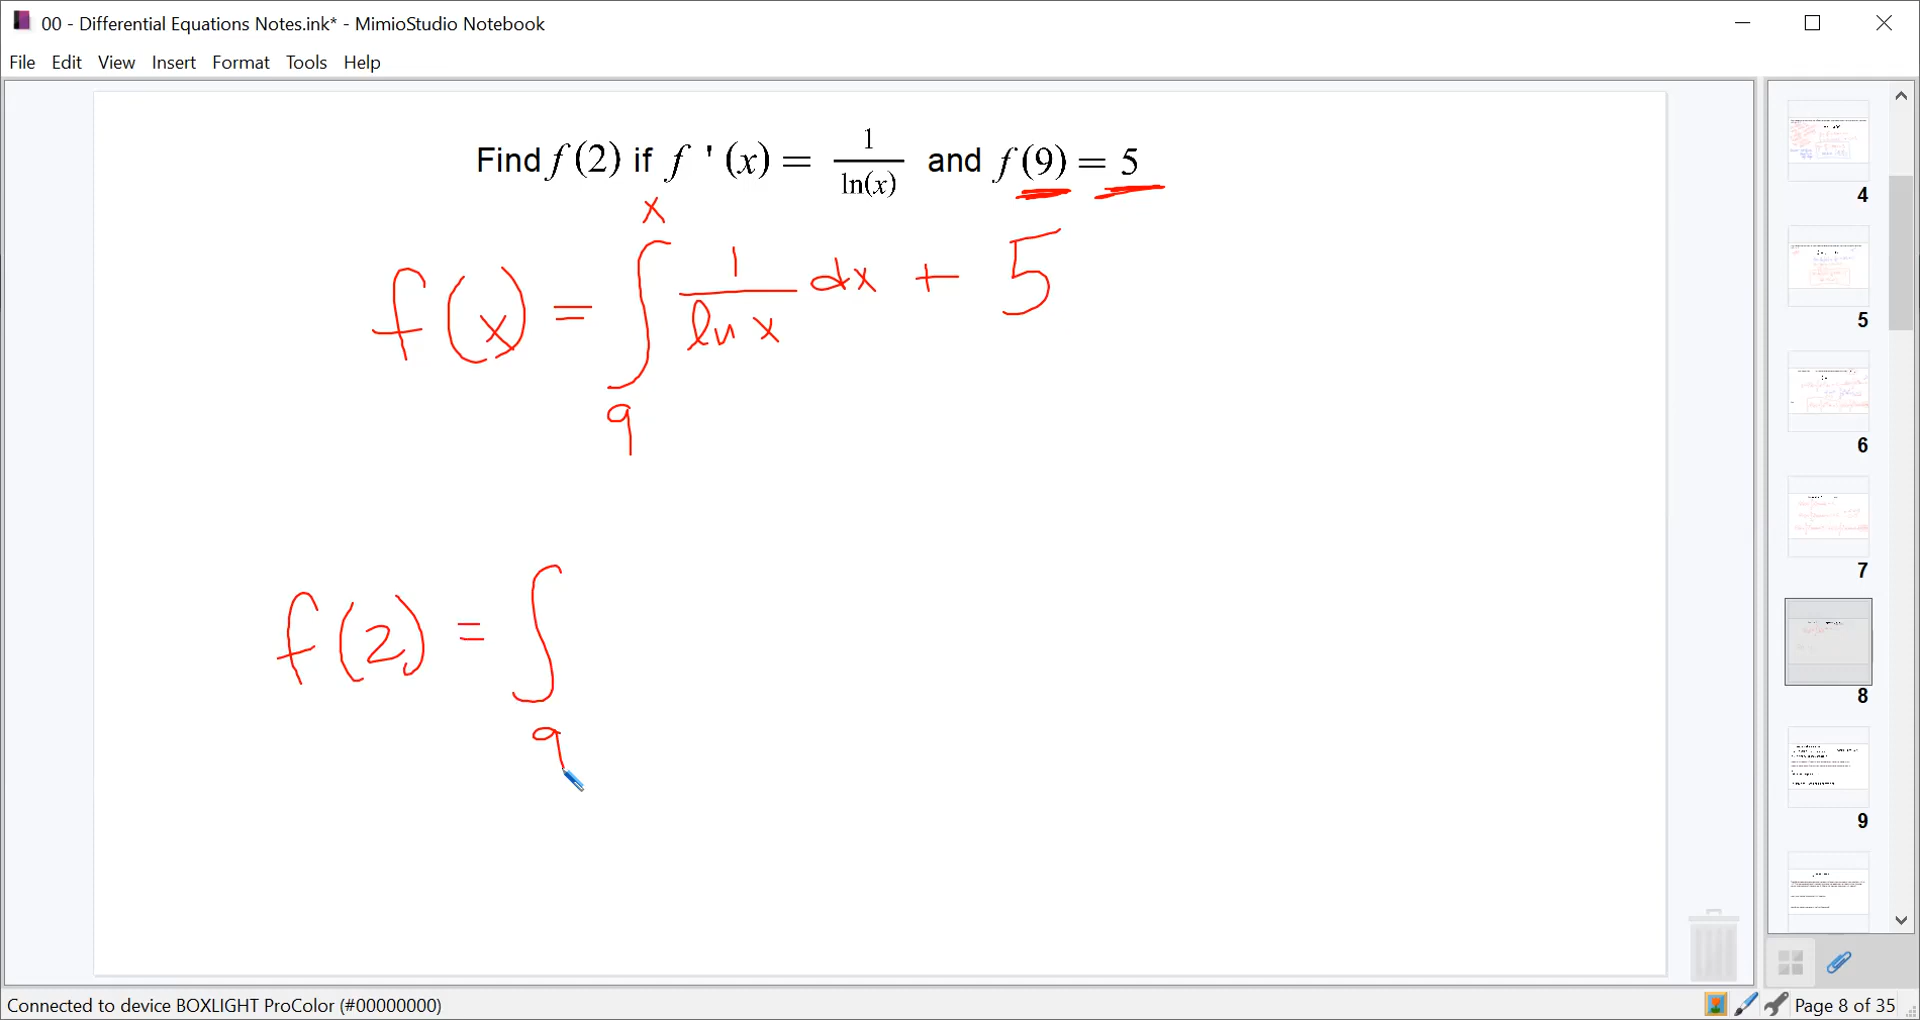 00 - Differential Equations Notes.ink* - MimioStudio Notebook
File Edit View Insert Format Tools Help
Find f(2) if f '(x) = 1/ln(x) and f(9) = 5
f(x) = ∫_9^x 1/ln x dx + 5
f(2) = ∫_9
4
5
6
7
8
9
Connected to device BOXLIGHT ProColor (#00000000)
Page 8 of 35